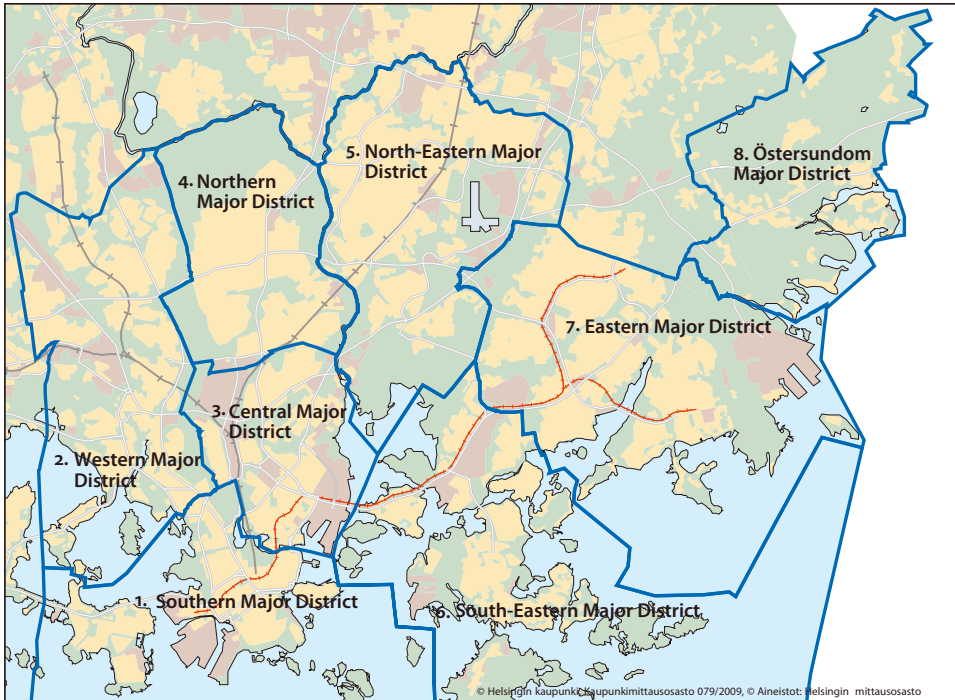 5. North-Eastern Major
District
8. Östersundom
Major District
4. Northern
Major District
7. Eastern Major District
3. Central Major
District
2. Western Major
District
1. Southern Major District
6. South-Eastern Major District
© Helsingin kaupunki, Kaupunkimittausosasto 079/2009, © Aineistot: Helsingin mittausosasto